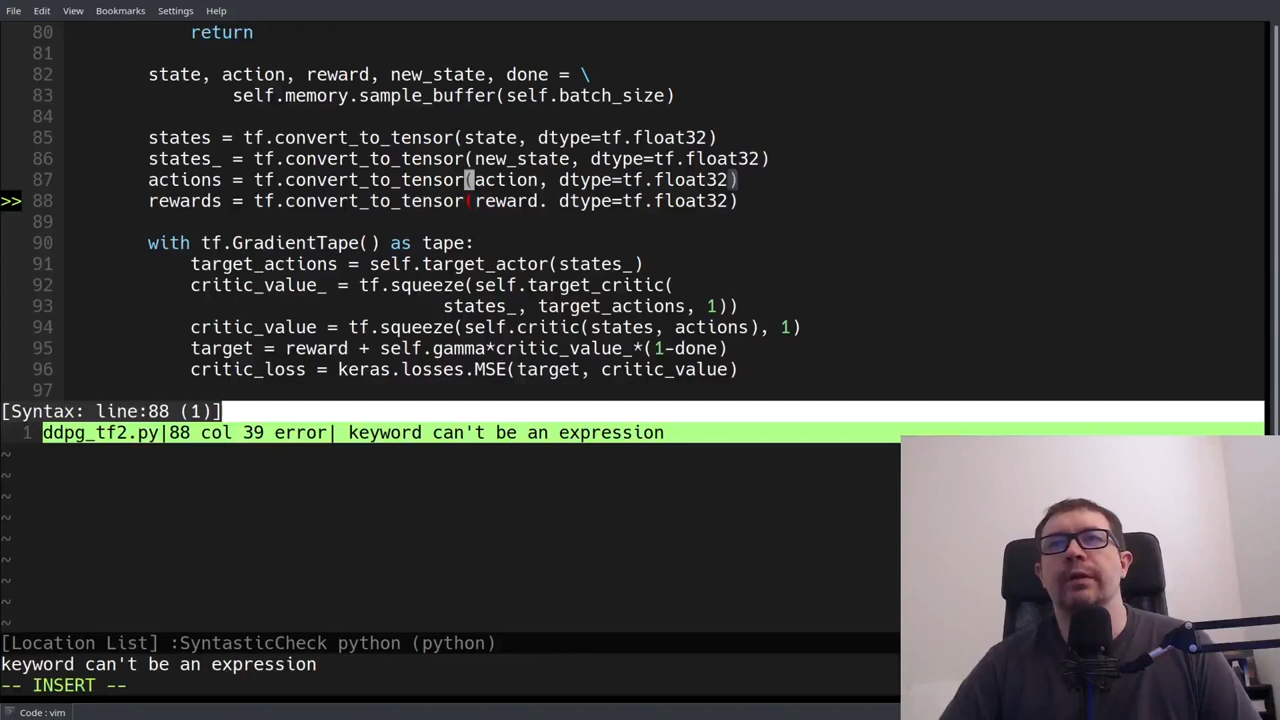 File Edit View Bookmarks Settings Help
80 return
81
82 state, action, reward, new_state, done = \
83 self.memory.sample_buffer(self.batch_size)
84
85 states = tf.convert_to_tensor(state, dtype=tf.float32)
86 states_ = tf.convert_to_tensor(new_state, dtype=tf.float32)
87 actions = tf.convert_to_tensor(action, dtype=tf.float32)
>> 88 rewards = tf.convert_to_tensor(reward. dtype=tf.float32)
89
90 with tf.GradientTape() as tape:
91 target_actions = self.target_actor(states_)
92 critic_value_ = tf.squeeze(self.target_critic(
93 states_, target_actions, 1))
94 critic_value = tf.squeeze(self.critic(states, actions), 1)
95 target = reward + self.gamma*critic_value_*(1-done)
96 critic_loss = keras.losses.MSE(target, critic_value)
97
[Syntax: line:88 (1)]
1 ddpg_tf2.py|88 col 39 error| keyword can't be an expression
~
~
~
~
~
~
~
~
~
[Location List] :SyntasticCheck python (python)
keyword can't be an expression
-- INSERT --
Code : vim